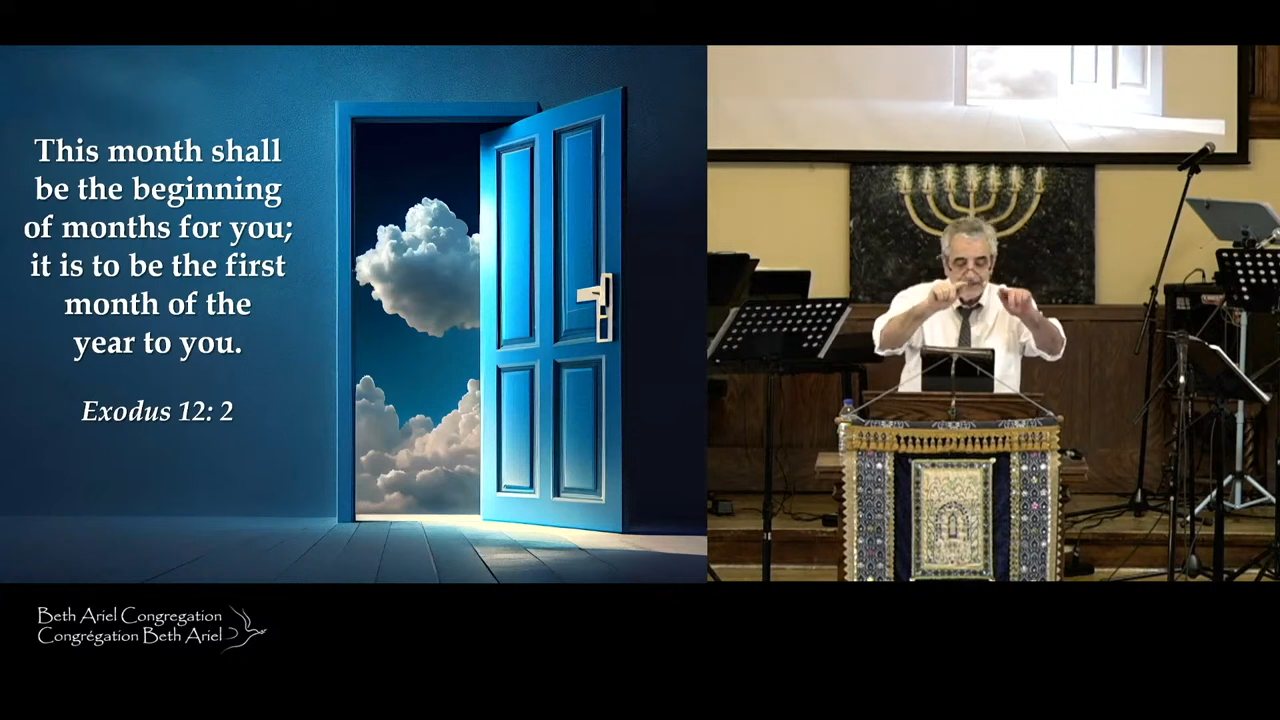 This month shall
be the beginning
of months for you;
it is to be the first
month of the
year to you.
Exodus 12: 2
Beth Ariel Congregation
Congrégation Beth Ariel